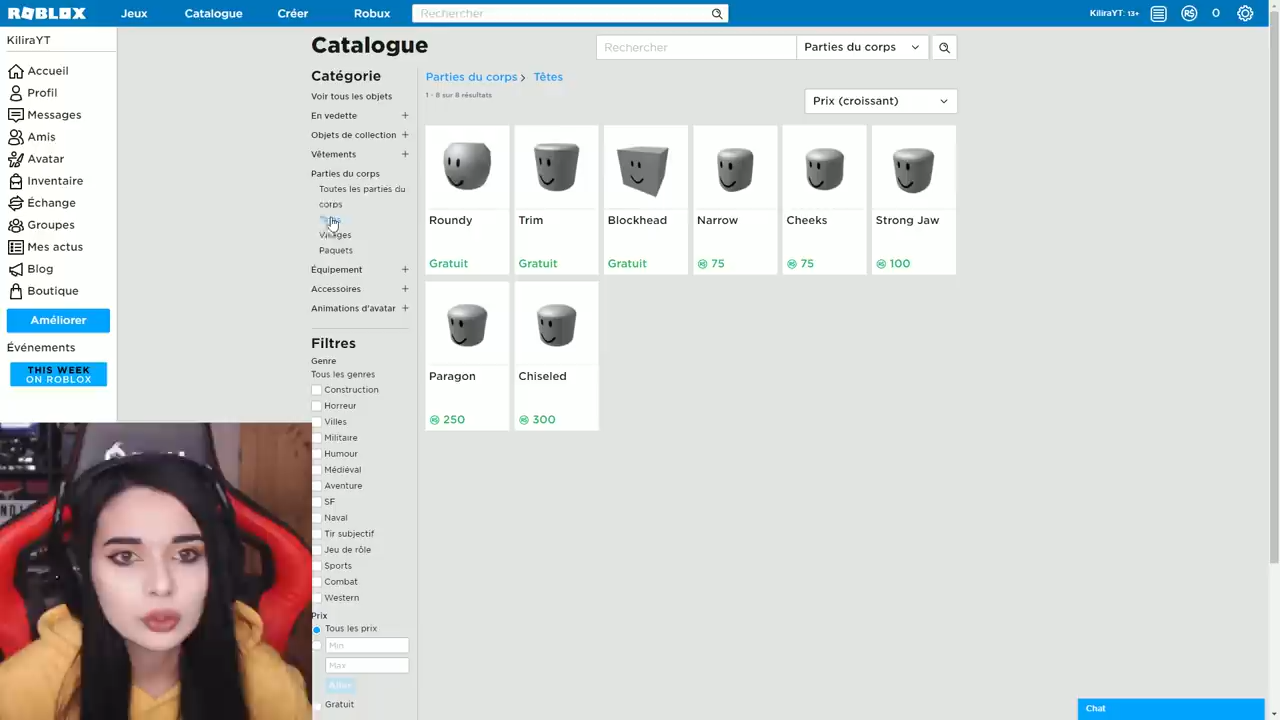 ROBLOX
Jeux
Catalogue
Créer
Robux
Rechercher
KiliraYT: 13+
0
KiliraYT
Accueil
Profil
Messages
Amis
Avatar
Inventaire
Échange
Groupes
Mes actus
Blog
Boutique
Améliorer
Événements
THIS WEEK
ON ROBLOX
Catalogue
Rechercher
Parties du corps
Catégorie
Voir tous les objets
En vedette +
Objets de collection +
Vêtements +
Parties du corps
Toutes les parties du
corps
Visages
Paquets
Équipement +
Accessoires +
Animations d'avatar +
Filtres
Genre
Tous les genres
Construction
Horreur
Villes
Militaire
Humour
Médiéval
Aventure
SF
Naval
Tir subjectif
Jeu de rôle
Sports
Combat
Western
Prix
Tous les prix
Min
Max
Aller
Gratuit
Parties du corps > Têtes
1 - 8 sur 8 résultats
Prix (croissant)
Roundy
Gratuit
Trim
Gratuit
Blockhead
Gratuit
Narrow
75
Cheeks
75
Strong Jaw
100
Paragon
250
Chiseled
300
Chat